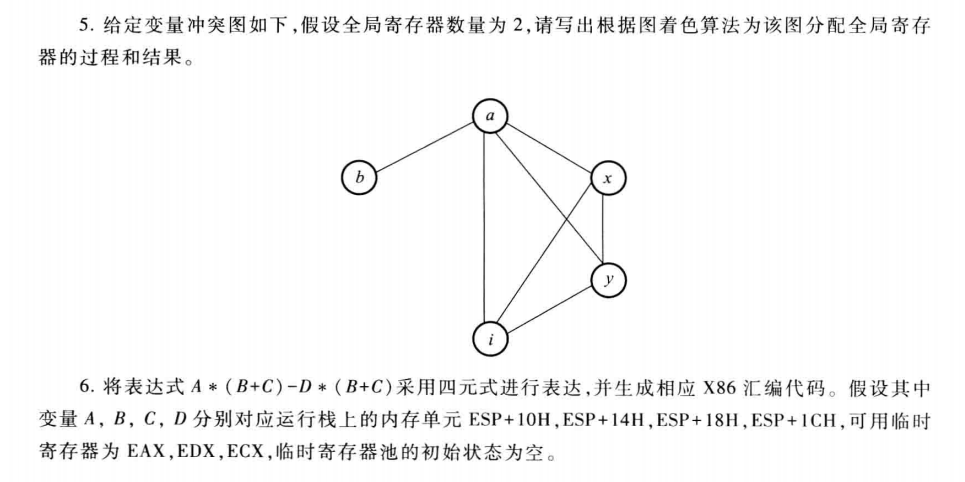 5. 给定变量冲突图如下,假设全局寄存器数量为 2,请写出根据图着色算法为该图分配全局寄存
器的过程和结果。
a
b
x
y
i
6. 将表达式 A * (B+C)-D * (B+C)采用四元式进行表达,并生成相应 X86 汇编代码。假设其中
变量 A, B, C, D 分别对应运行栈上的内存单元 ESP+10H,ESP+14H,ESP+18H,ESP+1CH,可用临时
寄存器为 EAX,EDX,ECX,临时寄存器池的初始状态为空。